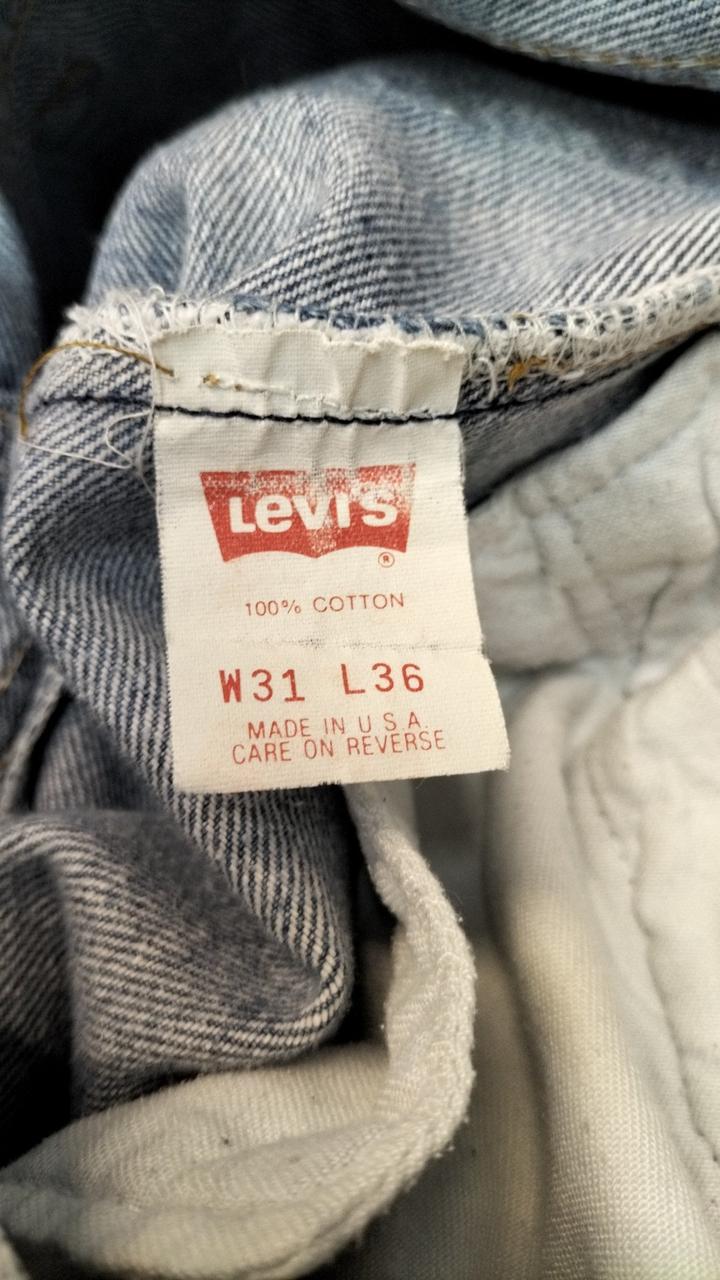 Levi's
®
100% COTTON
W31 L36
MADE IN U.S.A.
CARE ON REVERSE